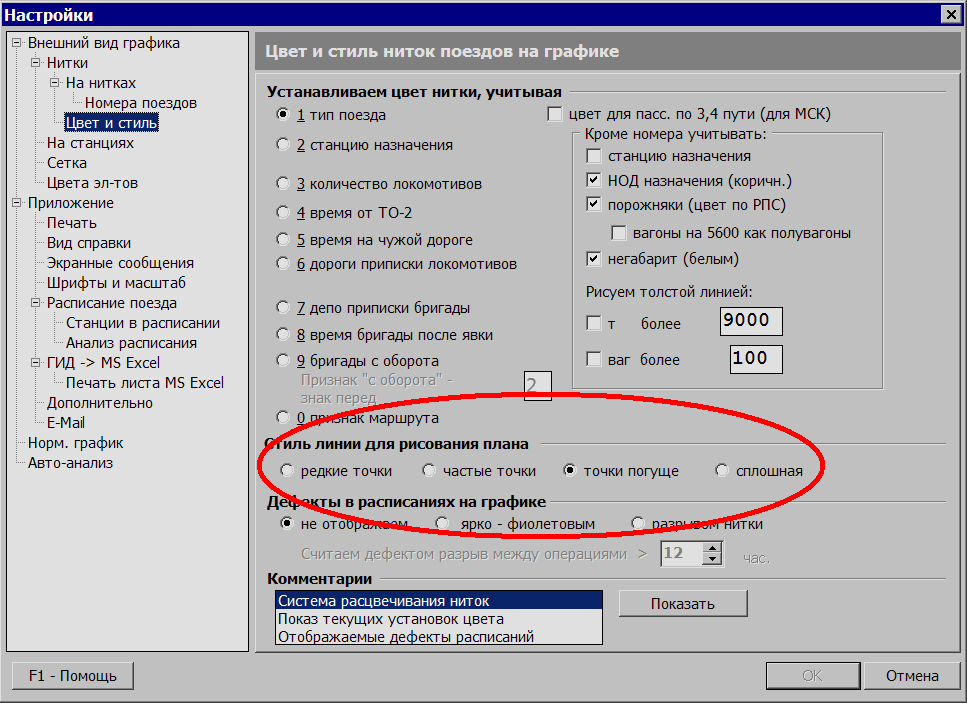 Настройки
Внешний вид графика
Нитки
На нитках
Номера поездов
Цвет и стиль
На станциях
Сетка
Цвета эл-тов
Приложение
Печать
Вид справки
Экранные сообщения
Шрифты и масштаб
Расписание поезда
Станции в расписании
Анализ расписания
ГИД -> MS Excel
Печать листа MS Excel
Дополнительно
E-Mail
Норм. график
Авто-анализ
Цвет и стиль ниток поездов на графике
Устанавливаем цвет нитки, учитывая
1 тип поезда
2 станцию назначения
3 количество локомотивов
4 время от ТО-2
5 время на чужой дороге
6 дороги приписки локомотивов
7 депо приписки бригады
8 время бригады после явки
9 бригады с оборота
Признак "с оборота" -
знак перед
2
0 признак маршрута
цвет для пасс. по 3,4 пути (для МСК)
Кроме номера учитывать:
станцию назначения
НОД назначения (коричн.)
порожняки (цвет по РПС)
вагоны на 5600 как полувагоны
негабарит (белым)
Рисуем толстой линией:
т более 9000
ваг более 100
Стиль линии для рисования плана
редкие точки частые точки точки погуще сплошная
Дефекты в расписаниях на графике
не отображаем ярко - фиолетовым разрывом нитки
Считаем дефектом разрыв между операциями > 12 час.
Комментарии
Система расцвечивания ниток
Показ текущих установок цвета
Отображаемые дефекты расписаний
Показать
F1 - Помощь
OK
Отмена